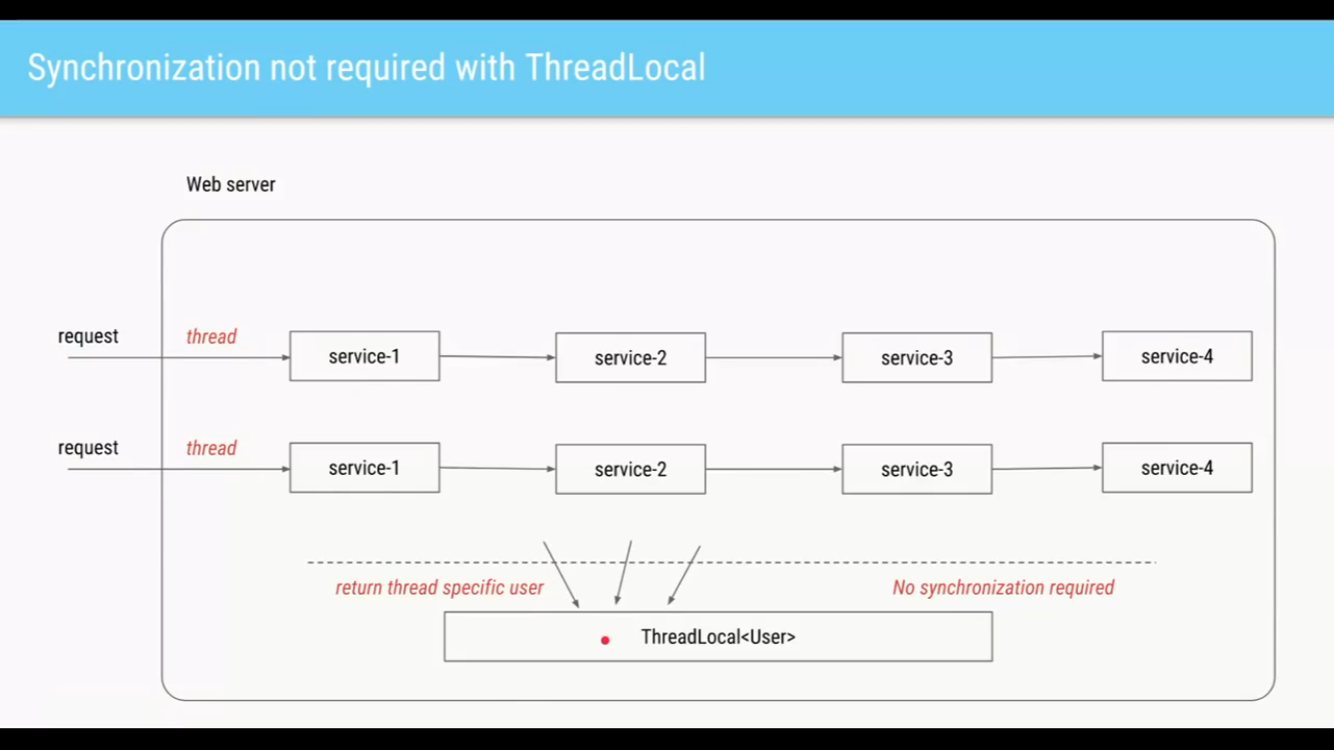 Synchronization not required with ThreadLocal
Web server
request
thread
service-1
service-2
service-3
service-4
request
thread
service-1
service-2
service-3
service-4
return thread specific user
No synchronization required
ThreadLocal<User>